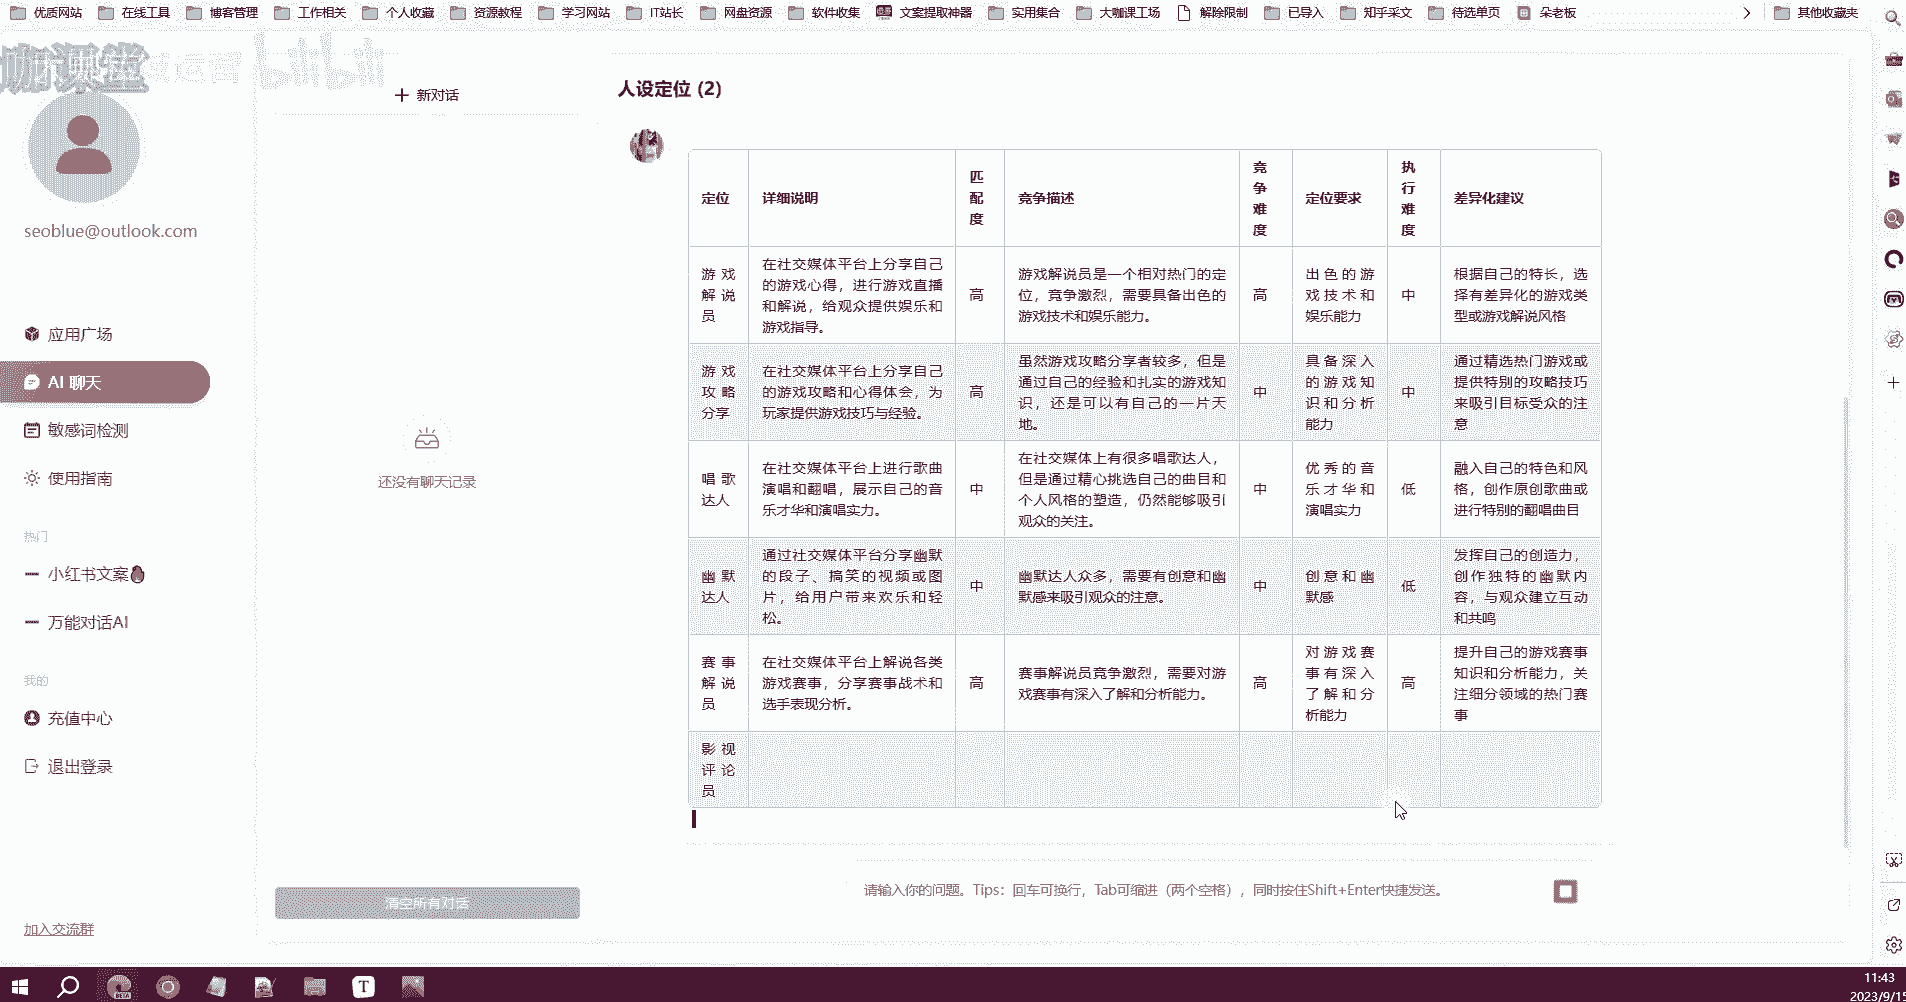 优质网站 在线工具 博客管理 工作相关 个人收藏 资源教程 学习网站 IT站长 网盘资源 软件收集 文案提取神器 实用集合 大咖课工场 解除限制 已导入 知乎采文 待选单页 朵老板 其他收藏夹
bilibili
seoblue@outlook.com
应用广场
AI 聊天
敏感词检测
使用指南
热门
小红书文案
万能对话AI
我的
充值中心
退出登录
加入交流群
新对话
还没有聊天记录
清空所有对话
人设定位 (2)
定位 详细说明 匹配度 竞争描述 竞争难度 定位要求 执行难度 差异化建议
游戏解说员
在社交媒体平台上分享自己
的游戏心得，进行游戏直播
和解说，给观众提供娱乐和
游戏指导。
高
游戏解说员是一个相对热门的定
位，竞争激烈，需要具备出色的
游戏技术和娱乐能力。
高
出色的游
戏技术和
娱乐能力
中
根据自己的特长，选
择有差异化的游戏类
型或游戏解说风格
游戏攻略分享
在社交媒体平台上分享自己
的游戏攻略和心得体会，为
玩家提供游戏技巧与经验。
高
虽然游戏攻略分享者较多，但是
通过自己的经验和扎实的游戏知
识，还是可以有自己的一片天
地。
中
具备深入
的游戏知
识和分析
能力
中
通过精选热门游戏或
提供特别的攻略技巧
来吸引目标受众的注
意
唱歌达人
在社交媒体平台上进行歌曲
演唱和翻唱，展示自己的音
乐才华和演唱实力。
中
在社交媒体上有很多唱歌达人，
但是通过精心挑选自己的曲目和
个人风格的塑造，仍然能够吸引
观众的关注。
中
优秀的音
乐才华和
演唱实力
低
融入自己的特色和风
格，创作原创歌曲或
进行特别的翻唱曲目
幽默达人
通过社交媒体平台分享幽默
的段子、搞笑的视频或图
片，给用户带来欢乐和轻
松。
中
幽默达人众多，需要有创意和幽
默感来吸引观众的注意。
中
创意和幽
默感
低
发挥自己的创造力，
创作独特的幽默内
容，与观众建立互动
和共鸣
赛事解说员
在社交媒体平台上解说各类
游戏赛事，分享赛事战术和
选手表现分析。
高
赛事解说员竞争激烈，需要对游
戏赛事有深入了解和分析能力。
高
对游戏赛
事有深入
了解和分
析能力
高
提升自己的游戏赛事
知识和分析能力，关
注细分领域的热门赛
事
影视评论员
请输入你的问题。Tips：回车可换行，Tab可缩进（两个空格），同时按住Shift+Enter快捷发送。
BETA
T
11:43
2023/9/15